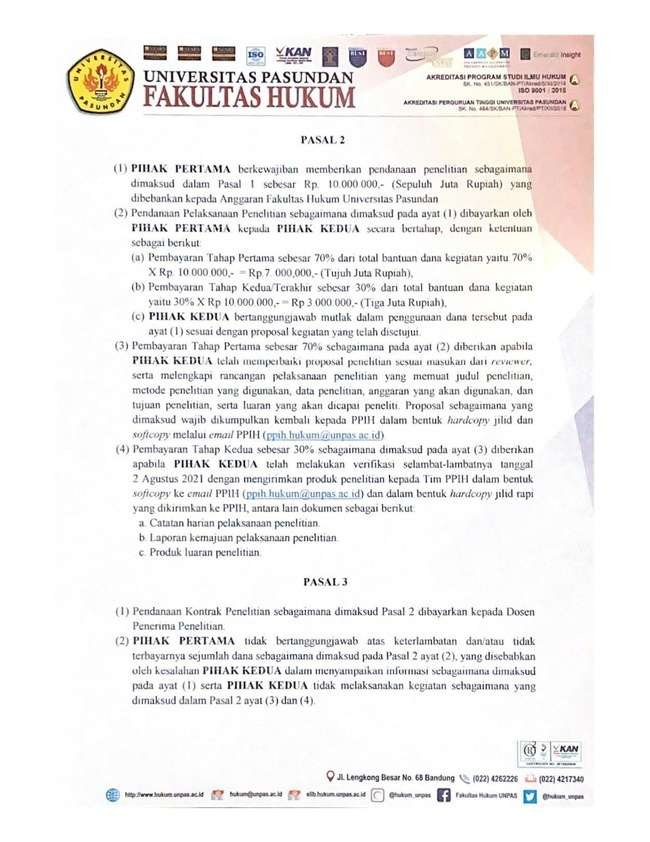 UNIVERSITAS PASUNDAN
PASUNDAN
ISO
KAN
Emerald Insight
UNIVERSITAS PASUNDAN
FAKULTAS HUKUM
AKREDITASI PROGRAM STUDI ILMU HUKUM
ISO 9001 : 2015
AKREDITASI PERGURUAN TINGGI UNIVERSITAS PASUNDAN
PASAL 2
(1) PIHAK PERTAMA berkewajiban memberikan pendanaan penelitian sebagaimana
dimaksud dalam Pasal 1 sebesar Rp. 10.000.000,- (Sepuluh Juta Rupiah) yang
dibebankan kepada Anggaran Fakultas Hukum Universitas Pasundan
(2) Pendanaan Pelaksanaan Penelitian sebagaimana dimaksud pada ayat (1) dibayarkan oleh
PIHAK PERTAMA kepada PIHAK KEDUA secara bertahap, dengan ketentuan
sebagai berikut:
(a) Pembayaran Tahap Pertama sebesar 70% dari total bantuan dana kegiatan yaitu 70%
X Rp. 10.000.000,- = Rp.7. 000,000,- (Tujuh Juta Rupiah),
(b) Pembayaran Tahap Kedua/Terakhir sebesar 30% dari total bantuan dana kegiatan
yaitu 30% X Rp 10.000.000,- = Rp 3.000.000,- (Tiga Juta Rupiah),
(c) PIHAK KEDUA bertanggungjawab mutlak dalam penggunaan dana tersebut pada
ayat (1) sesuai dengan proposal kegiatan yang telah disetujui.
(3) Pembayaran Tahap Pertama sebesar 70% sebagaimana pada ayat (2) diberikan apabila
PIHAK KEDUA telah memperbaiki proposal penelitian sesuai masukan dari reviewer,
serta melengkapi rancangan pelaksanaan penelitian yang memuat judul penelitian,
metode penelitian yang digunakan, data penelitian, anggaran yang akan digunakan, dan
tujuan penelitian, serta luaran yang akan dicapai peneliti. Proposal sebagaimana yang
dimaksud wajib dikumpulkan kembali kepada PPIH dalam bentuk hardcopy jilid dan
softcopy melalui email PPIH (ppih.hukum@unpas.ac.id)
(4) Pembayaran Tahap Kedua sebesar 30% sebagaimana dimaksud pada ayat (3) diberikan
apabila PIHAK KEDUA telah melakukan verifikasi selambat-lambatnya tanggal
2 Agustus 2021 dengan mengirimkan produk penelitian kepada Tim PPIH dalam bentuk
softcopy ke email PPIH (ppih.hukum@unpas.ac.id) dan dalam bentuk hardcopy jilid rapi
yang dikirimkan ke PPIH, antara lain dokumen sebagai berikut:
a. Catatan harian pelaksanaan penelitian.
b. Laporan kemajuan pelaksanaan penelitian.
c. Produk luaran penelitian.
PASAL 3
(1) Pendanaan Kontrak Penelitian sebagaimana dimaksud Pasal 2 dibayarkan kepada Dosen
Penerima Penelitian.
(2) PIHAK PERTAMA tidak bertanggungjawab atas keterlambatan dan/atau tidak
terbayarnya sejumlah dana sebagaimana dimaksud pada Pasal 2 ayat (2), yang disebabkan
oleh kesalahan PIHAK KEDUA dalam menyampaikan informasi sebagaimana dimaksud
pada ayat (1) serta PIHAK KEDUA tidak melaksanakan kegiatan sebagaimana yang
dimaksud dalam Pasal 2 ayat (3) dan (4).
KAN
Jl. Lengkong Besar No. 68 Bandung (022) 4262226 (022) 4217340
http://www.hukum.unpas.ac.id hukum@unpas.ac.id elib.hukum.unpas.ac.id @hukum_unpas Fakultas Hukum UNPAS @hukum_unpas